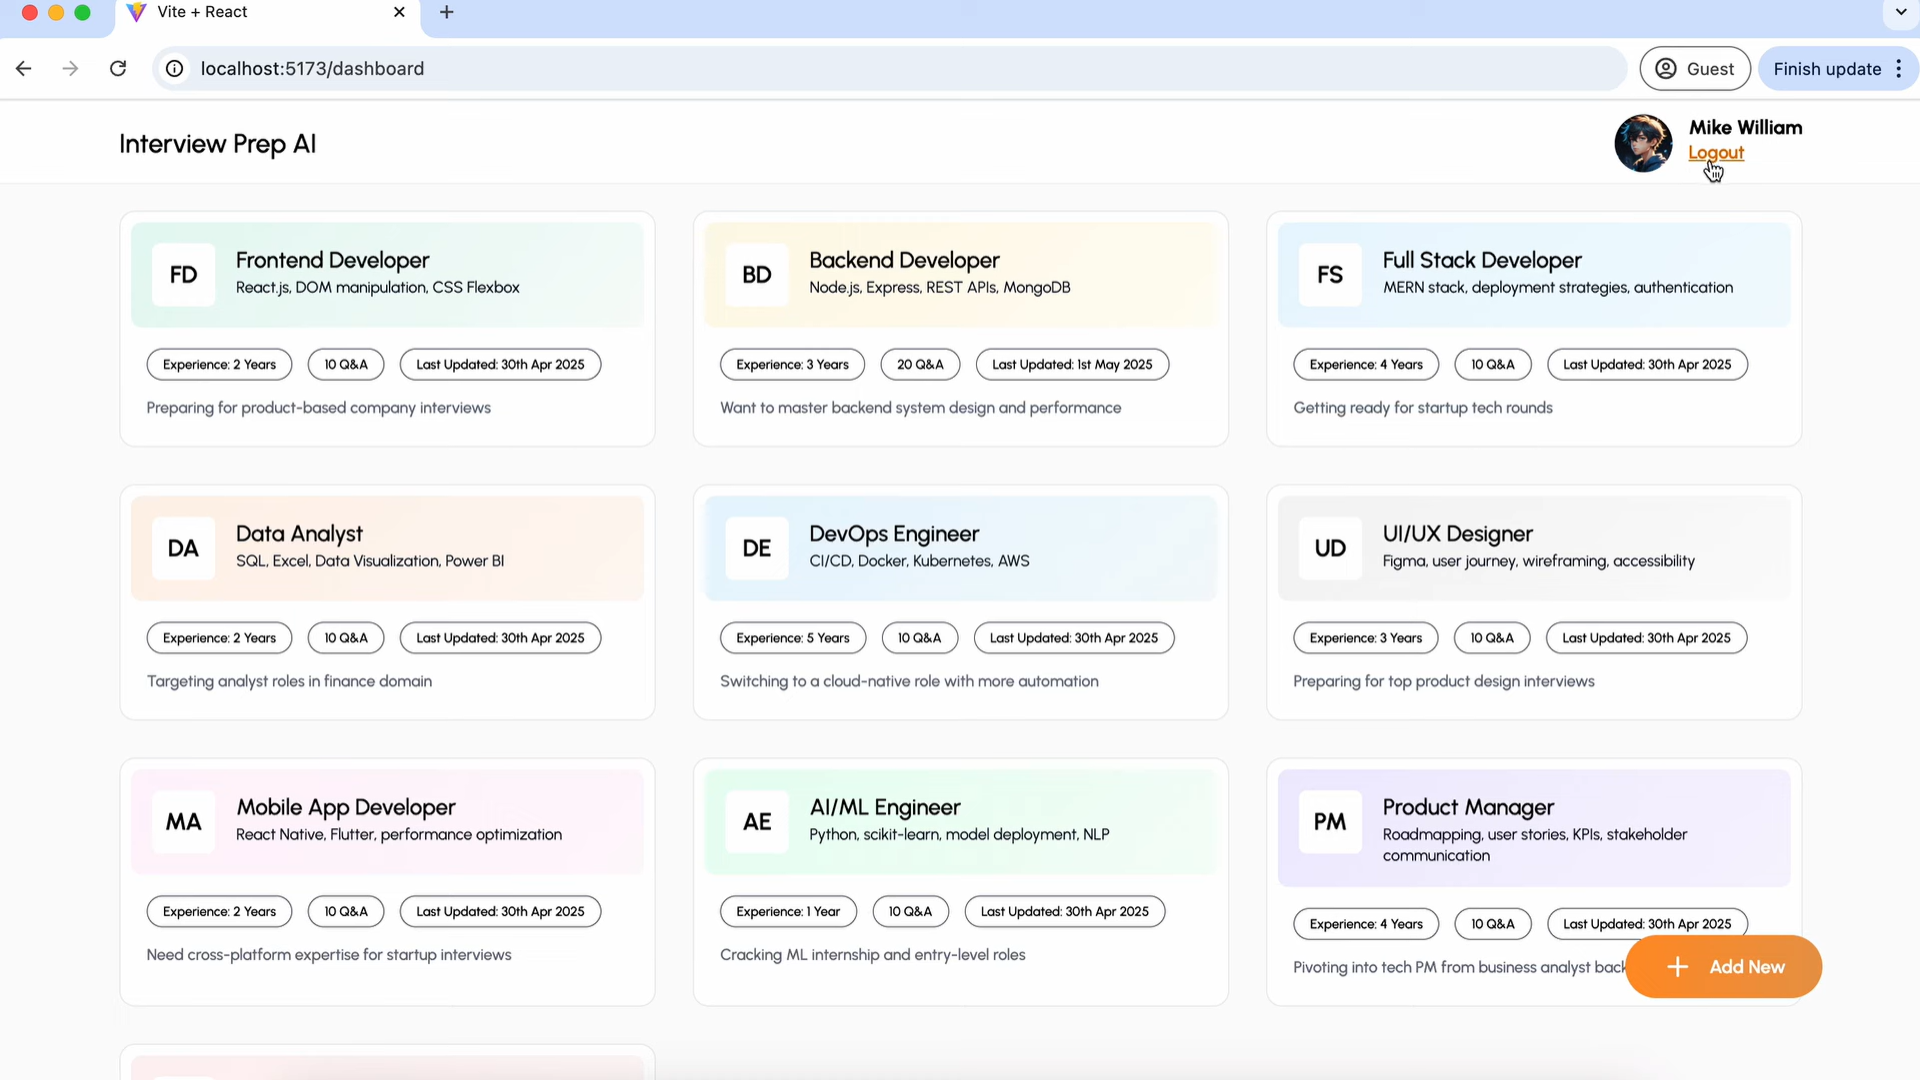 Vite + React
localhost:5173/dashboard
Guest
Finish update
Interview Prep AI
Mike William
Logout
FD
Frontend Developer
React.js, DOM manipulation, CSS Flexbox
Experience: 2 Years
10 Q&A
Last Updated: 30th Apr 2025
Preparing for product-based company interviews
BD
Backend Developer
Node.js, Express, REST APIs, MongoDB
Experience: 3 Years
20 Q&A
Last Updated: 1st May 2025
Want to master backend system design and performance
FS
Full Stack Developer
MERN stack, deployment strategies, authentication
Experience: 4 Years
10 Q&A
Last Updated: 30th Apr 2025
Getting ready for startup tech rounds
DA
Data Analyst
SQL, Excel, Data Visualization, Power BI
Experience: 2 Years
10 Q&A
Last Updated: 30th Apr 2025
Targeting analyst roles in finance domain
DE
DevOps Engineer
CI/CD, Docker, Kubernetes, AWS
Experience: 5 Years
10 Q&A
Last Updated: 30th Apr 2025
Switching to a cloud-native role with more automation
UD
UI/UX Designer
Figma, user journey, wireframing, accessibility
Experience: 3 Years
10 Q&A
Last Updated: 30th Apr 2025
Preparing for top product design interviews
MA
Mobile App Developer
React Native, Flutter, performance optimization
Experience: 2 Years
10 Q&A
Last Updated: 30th Apr 2025
Need cross-platform expertise for startup interviews
AE
AI/ML Engineer
Python, scikit-learn, model deployment, NLP
Experience: 1 Year
10 Q&A
Last Updated: 30th Apr 2025
Cracking ML internship and entry-level roles
PM
Product Manager
Roadmapping, user stories, KPIs, stakeholder
communication
Experience: 4 Years
10 Q&A
Last Updated: 30th Apr 2025
Pivoting into tech PM from business analyst
Add New